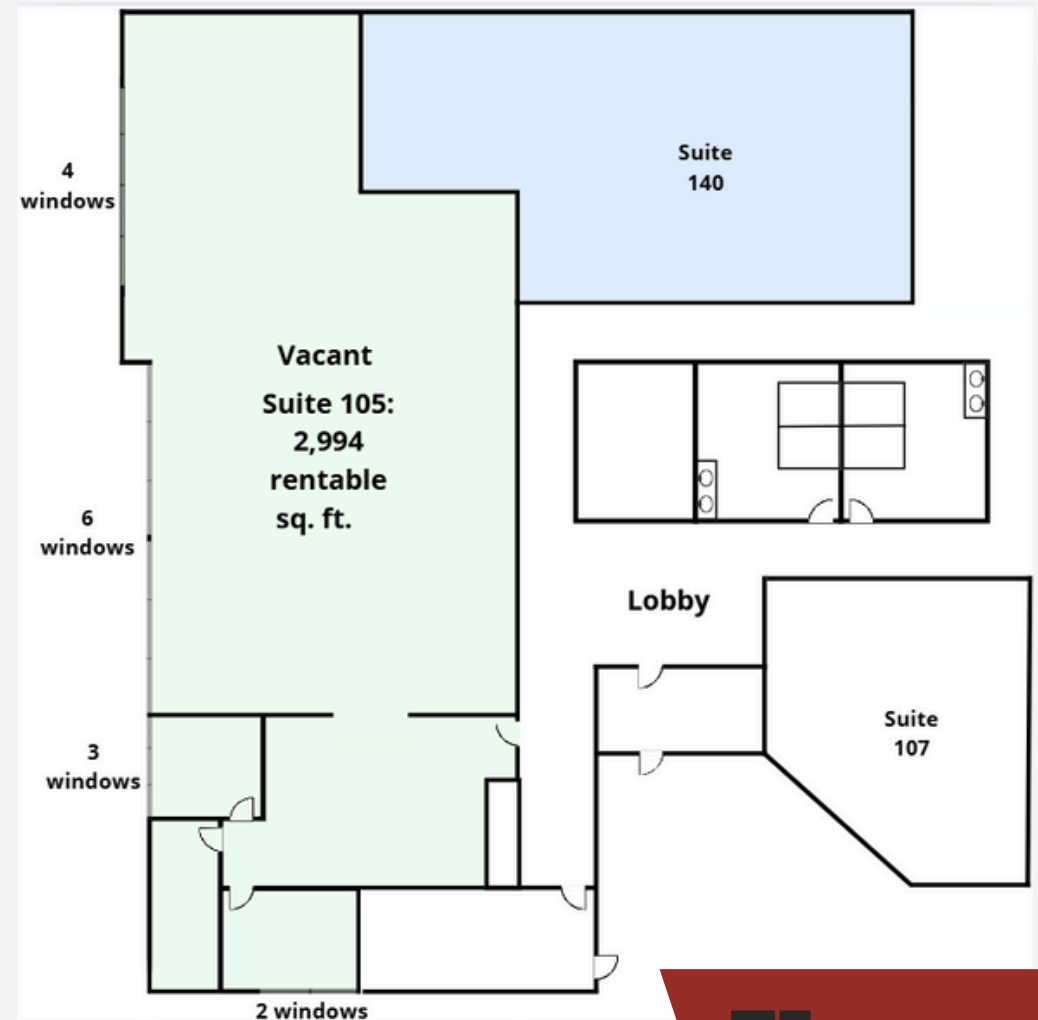 Suite
140
4
windows
Vacant
Suite 105:
2,994
rentable
sq. ft.
6
windows
Lobby
Suite
107
3
windows
2 windows